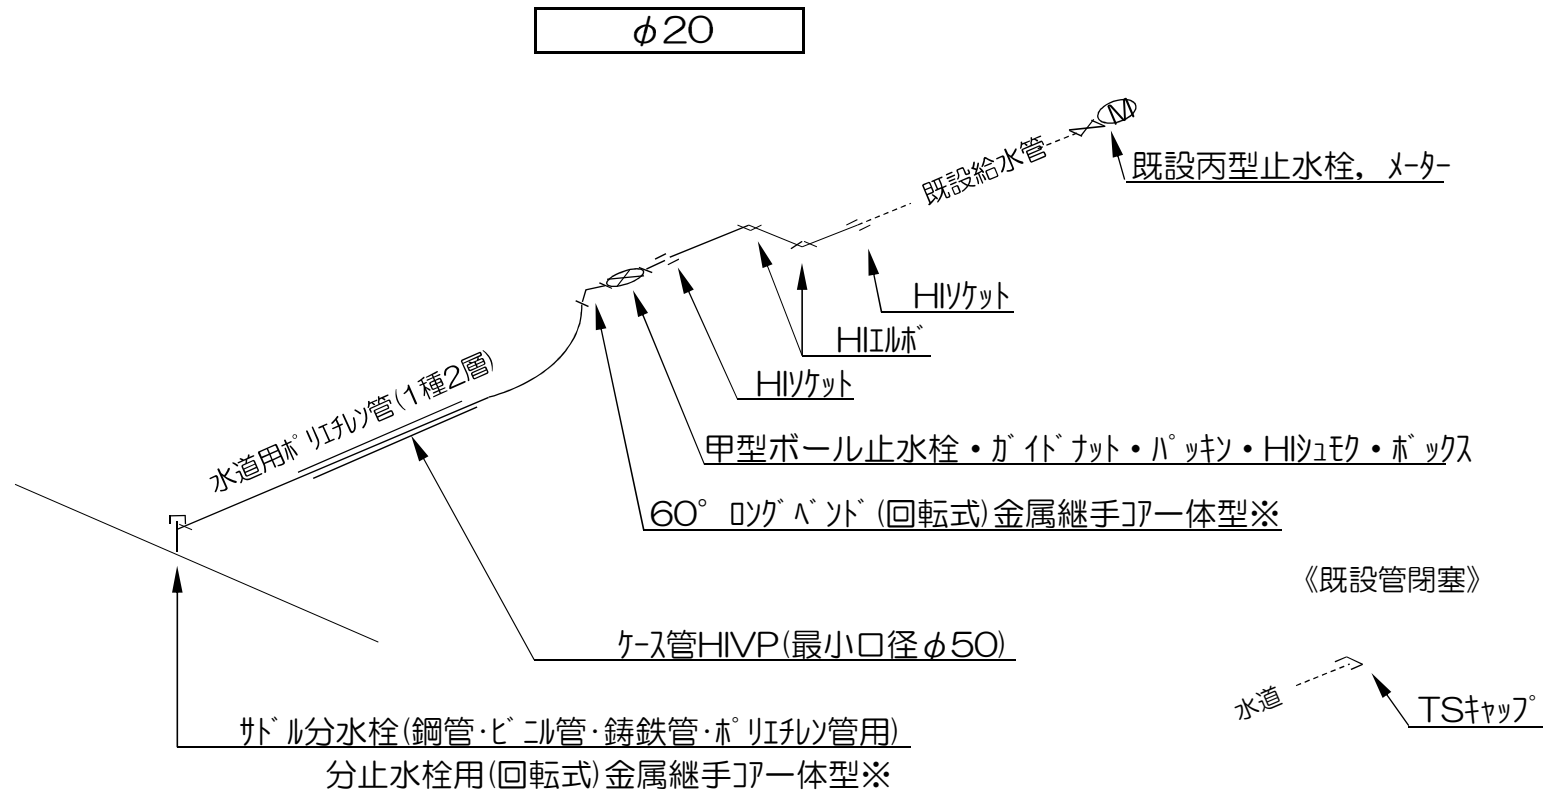 φ20
既設給水管
既設丙型止水栓，ﾒｰﾀｰ
M
HIｿｹｯﾄ
HIｴﾙﾎﾞ
HIｿｹｯﾄ
水道用ﾎﾟﾘｴﾁﾚﾝ管(1種2層)
甲型ボール止水栓・ｶﾞｲﾄﾞﾅｯﾄ・ﾊﾟｯｷﾝ・HIｼｭﾓｸ・ﾎﾞｯｸｽ
60°ﾛﾝｸﾞﾍﾞﾝﾄﾞ(回転式)金属継手ｺｱ一体型※
《既設管閉塞》
ｹｰｽ管HIVP(最小口径φ50)
水道
TSｷｬｯﾌﾟ
ｻﾄﾞﾙ分水栓(鋼管･ﾋﾞﾆﾙ管･鋳鉄管･ﾎﾟﾘｴﾁﾚﾝ管用)
分止水栓用(回転式)金属継手ｺｱ一体型※